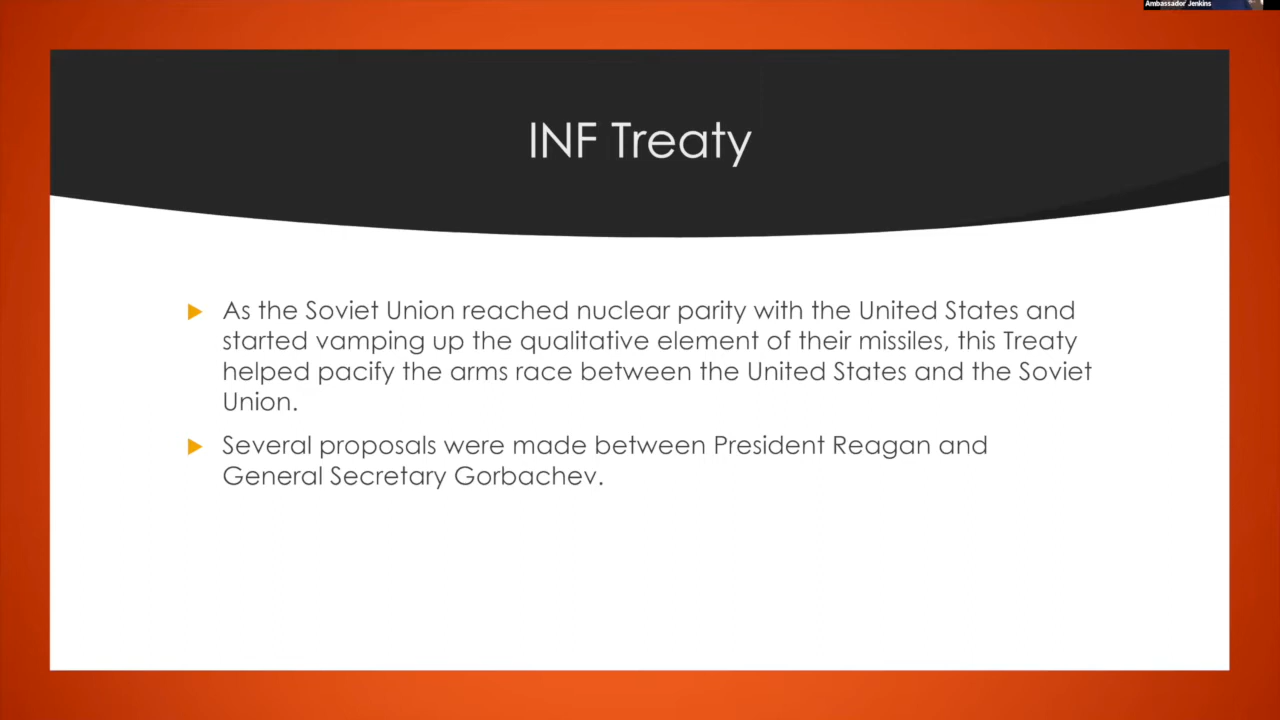 Ambassador Jenkins
INF Treaty
As the Soviet Union reached nuclear parity with the United States and
started vamping up the qualitative element of their missiles, this Treaty
helped pacify the arms race between the United States and the Soviet
Union.
Several proposals were made between President Reagan and
General Secretary Gorbachev.